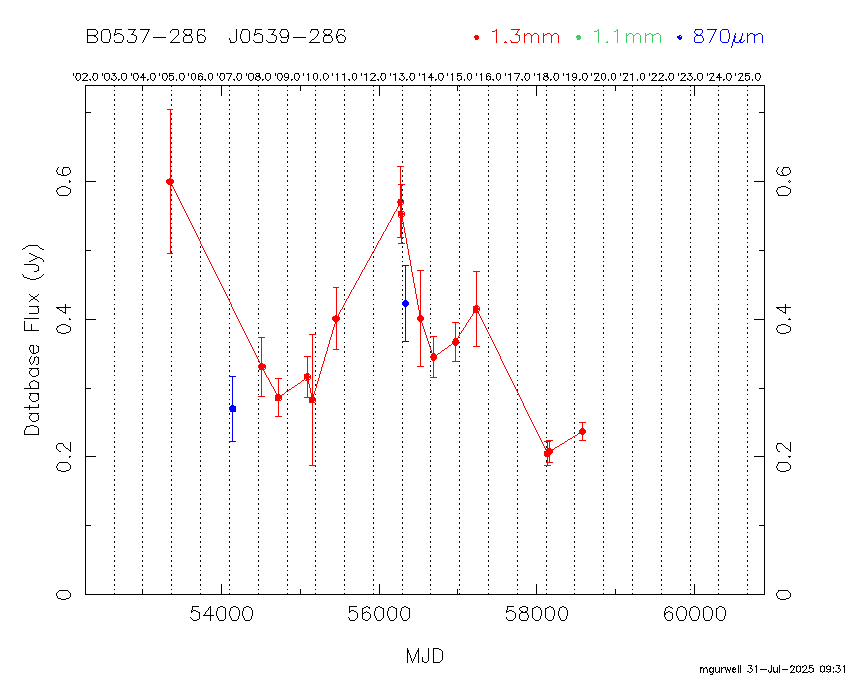 B0537-286 J0539-286 1.3mm 1.1mm 870μm
'02.0 '03.0 '04.0 '05.0 '06.0 '07.0 '08.0 '09.0 '10.0 '11.0 '12.0 '13.0 '14.0 '15.0 '16.0 '17.0 '18.0 '19.0 '20.0 '21.0 '22.0 '23.0 '24.0 '25.0
0.6 0.6
0.4 0.4
Database Flux (Jy)
0.2 0.2
0 0
54000 56000 58000 60000
MJD
mgurwell 31-Jul-2025 09:31